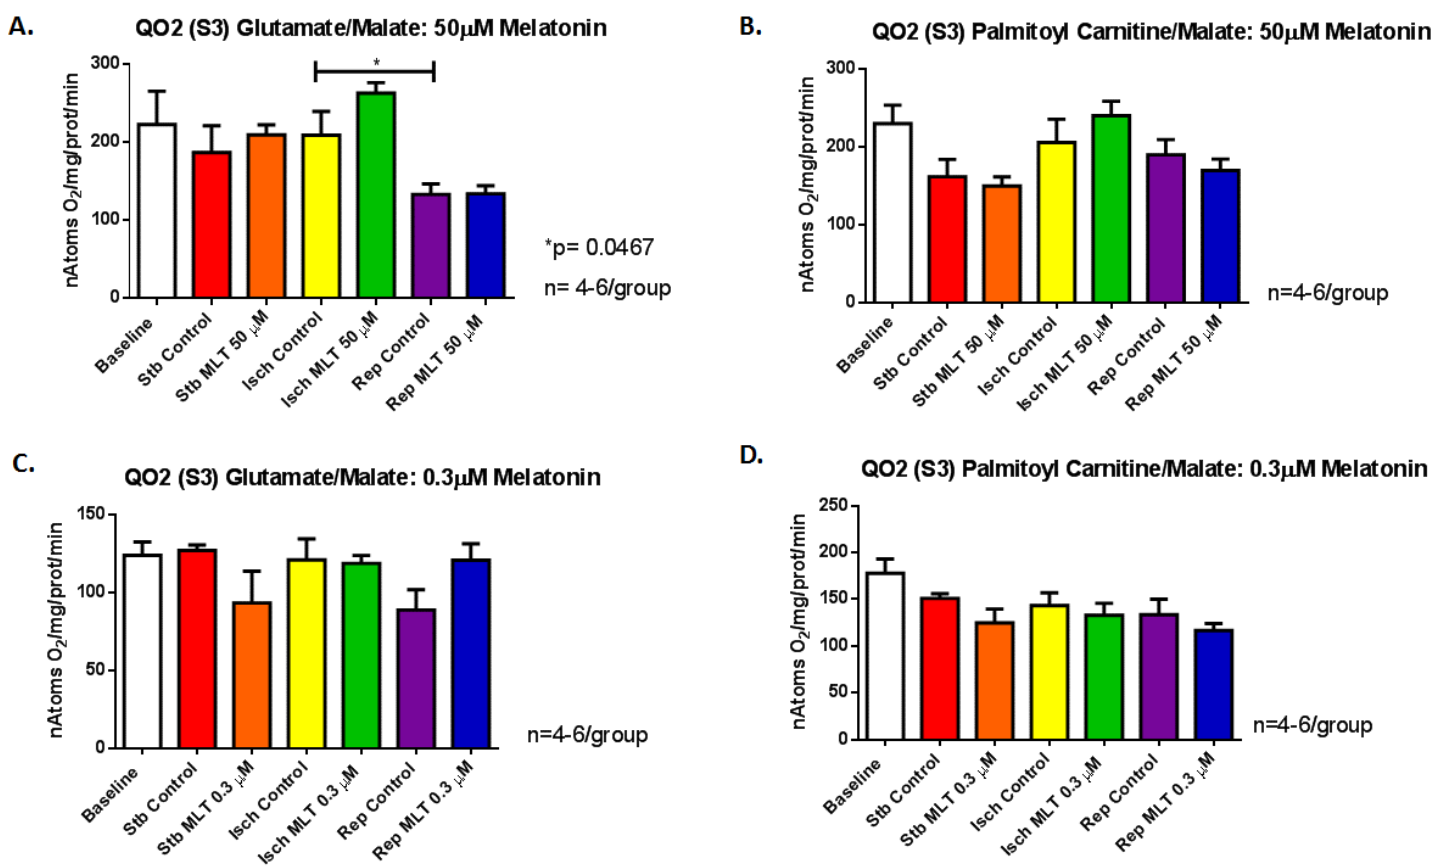 A.
QO2 (S3) Glutamate/Malate: 50μM Melatonin
nAtoms O2/mg/prot/min
300
200
100
0
*
*p= 0.0467
n= 4-6/group
Baseline
Stb Control
Stb MLT 50 μM
Isch Control
Isch MLT 50 μM
Rep Control
Rep MLT 50 μM
B.
QO2 (S3) Palmitoyl Carnitine/Malate: 50μM Melatonin
nAtoms O2/mg/prot/min
300
200
100
0
n=4-6/group
Baseline
Stb Control
Stb MLT 50 μM
Isch Control
Isch MLT 50 μM
Rep Control
Rep MLT 50 μM
C.
QO2 (S3) Glutamate/Malate: 0.3μM Melatonin
nAtoms O2/mg/prot/min
150
100
50
0
n=4-6/group
Baseline
Stb Control
Stb MLT 0.3 μM
Isch Control
Isch MLT 0.3 μM
Rep Control
Rep MLT 0.3 μM
D.
QO2 (S3) Palmitoyl Carnitine/Malate: 0.3μM Melatonin
nAtoms O2/mg/prot/min
250
200
150
100
50
0
n=4-6/group
Baseline
Stb Control
Stb MLT 0.3 μM
Isch Control
Isch MLT 0.3 μM
Rep Control
Rep MLT 0.3 μM